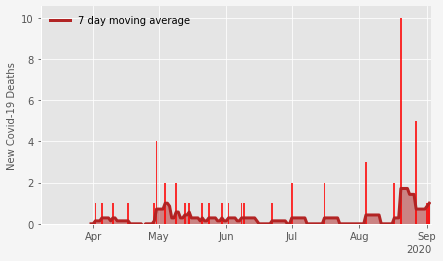 7 day moving average
New Covid-19 Deaths
10
8
6
4
2
0
Apr
May
Jun
Jul
Aug
Sep
2020